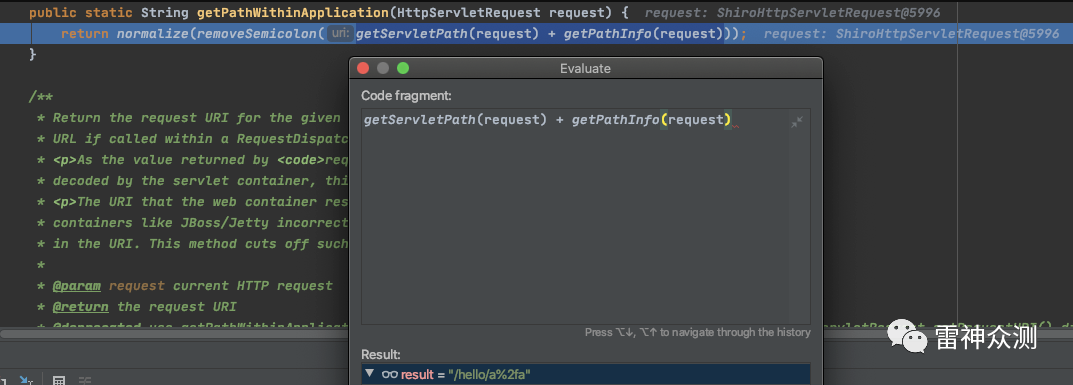 public static String getPathWithinApplication(HttpServletRequest request) {  request: ShiroHttpServletRequest@5996
return normalize(removeSemicolon( uri: getServletPath(request) + getPathInfo(request)));  request: ShiroHttpServletRequest@5996
}
/**
* Return the request URI for the given
* URL if called within a RequestDispatc
* <p>As the value returned by <code>req
* decoded by the servlet container, thi
* <p>The URI that the web container res
* containers like JBoss/Jetty incorrect
* in the URI. This method cuts off such
*
* @param request current HTTP request
* @return the request URI
Evaluate
Code fragment:
getServletPath(request) + getPathInfo(request)
Press ⌥↓, ⌥↑ to navigate through the history
Result:
result = "/hello/a%2fa"
雷神众测